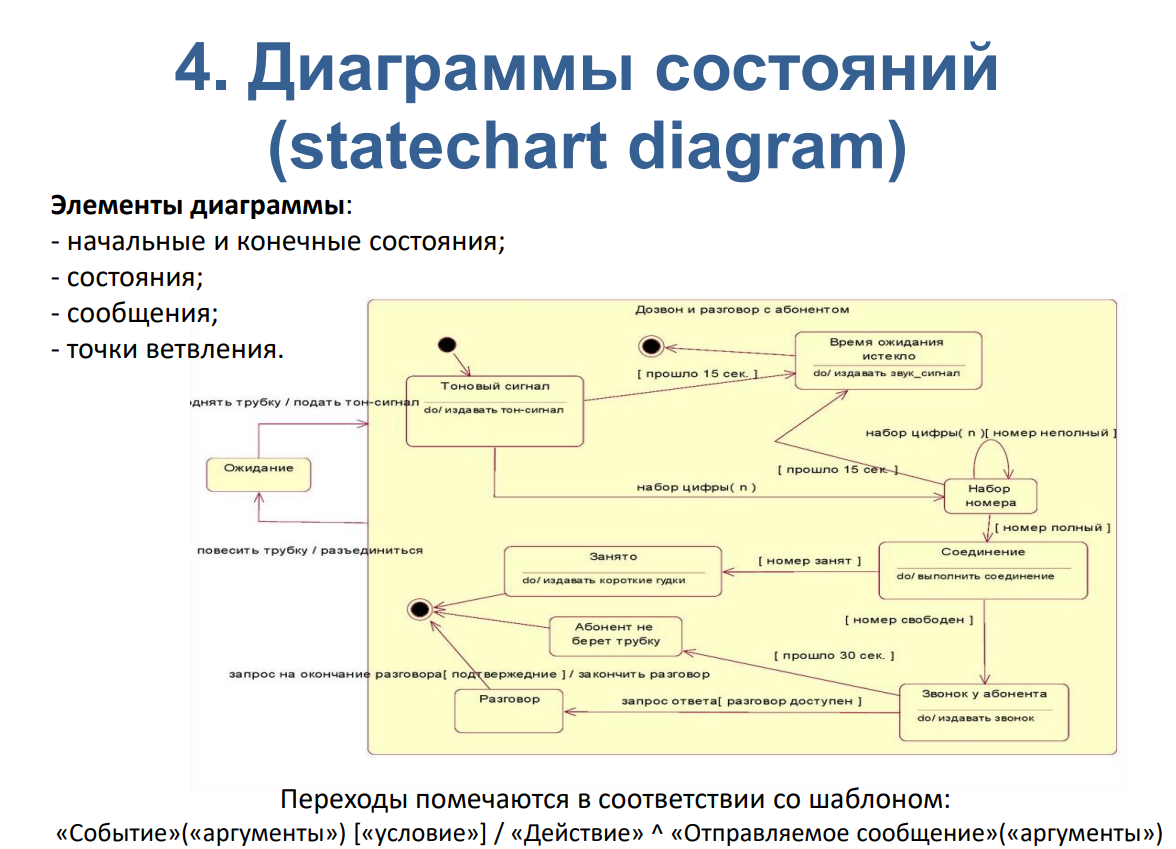 4. Диаграммы состояний
(statechart diagram)
Элементы диаграммы:
- начальные и конечные состояния;
- состояния;
- сообщения;
- точки ветвления.
Дозвон и разговор с абонентом
Время ожидания
истекло
do/ издавать звук_сигнал
[ прошло 15 сек. ]
Тоновый сигнал
do/ издавать тон-сигнал
однять трубку / подать тон-сигнал
набор цифры( n )[ номер неполный ]
Ожидание
[ прошло 15 сек. ]
набор цифры( n )
Набор
номера
[ номер полный ]
повесить трубку / разъединиться
Занято
do/ издавать короткие гудки
[ номер занят ]
Соединение
do/ выполнить соединение
[ номер свободен ]
Абонент не
берет трубку
[ прошло 30 сек. ]
запрос на окончание разговора[ подтвержедние ] / закончить разговор
Разговор
запрос ответа[ разговор доступен ]
Звонок у абонента
do/ издавать звонок
Переходы помечаются в соответствии со шаблоном:
«Событие»(«аргументы») [«условие»] / «Действие» ^ «Отправляемое сообщение»(«аргументы»)